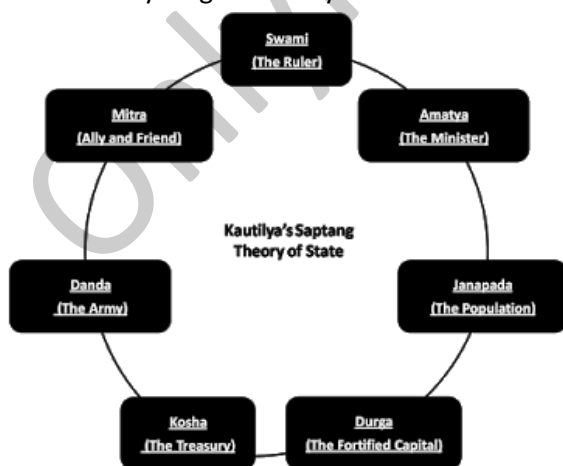 Swami
(The Ruler)
Amatya
(The Minister)
Janapada
(The Population)
Durga
(The Fortified Capital)
Kosha
(The Treasury)
Danda
(The Army)
Mitra
(Ally and Friend)
Kautilya's Saptang
Theory of State